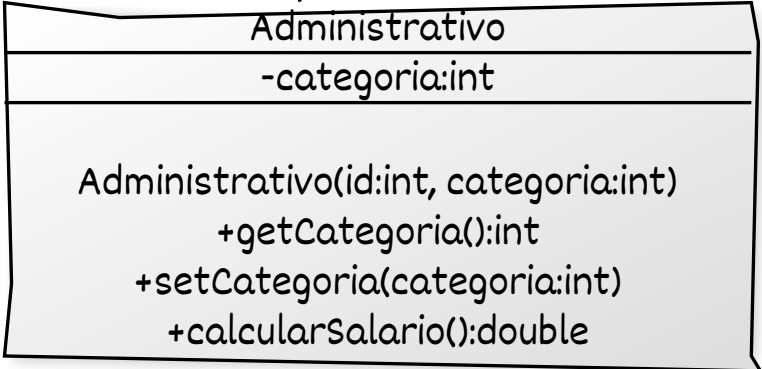 Administrativo
-categoria:int
Administrativo(id:int, categoria:int)
+getCategoria():int
+setCategoria(categoria:int)
+calcularSalario():double